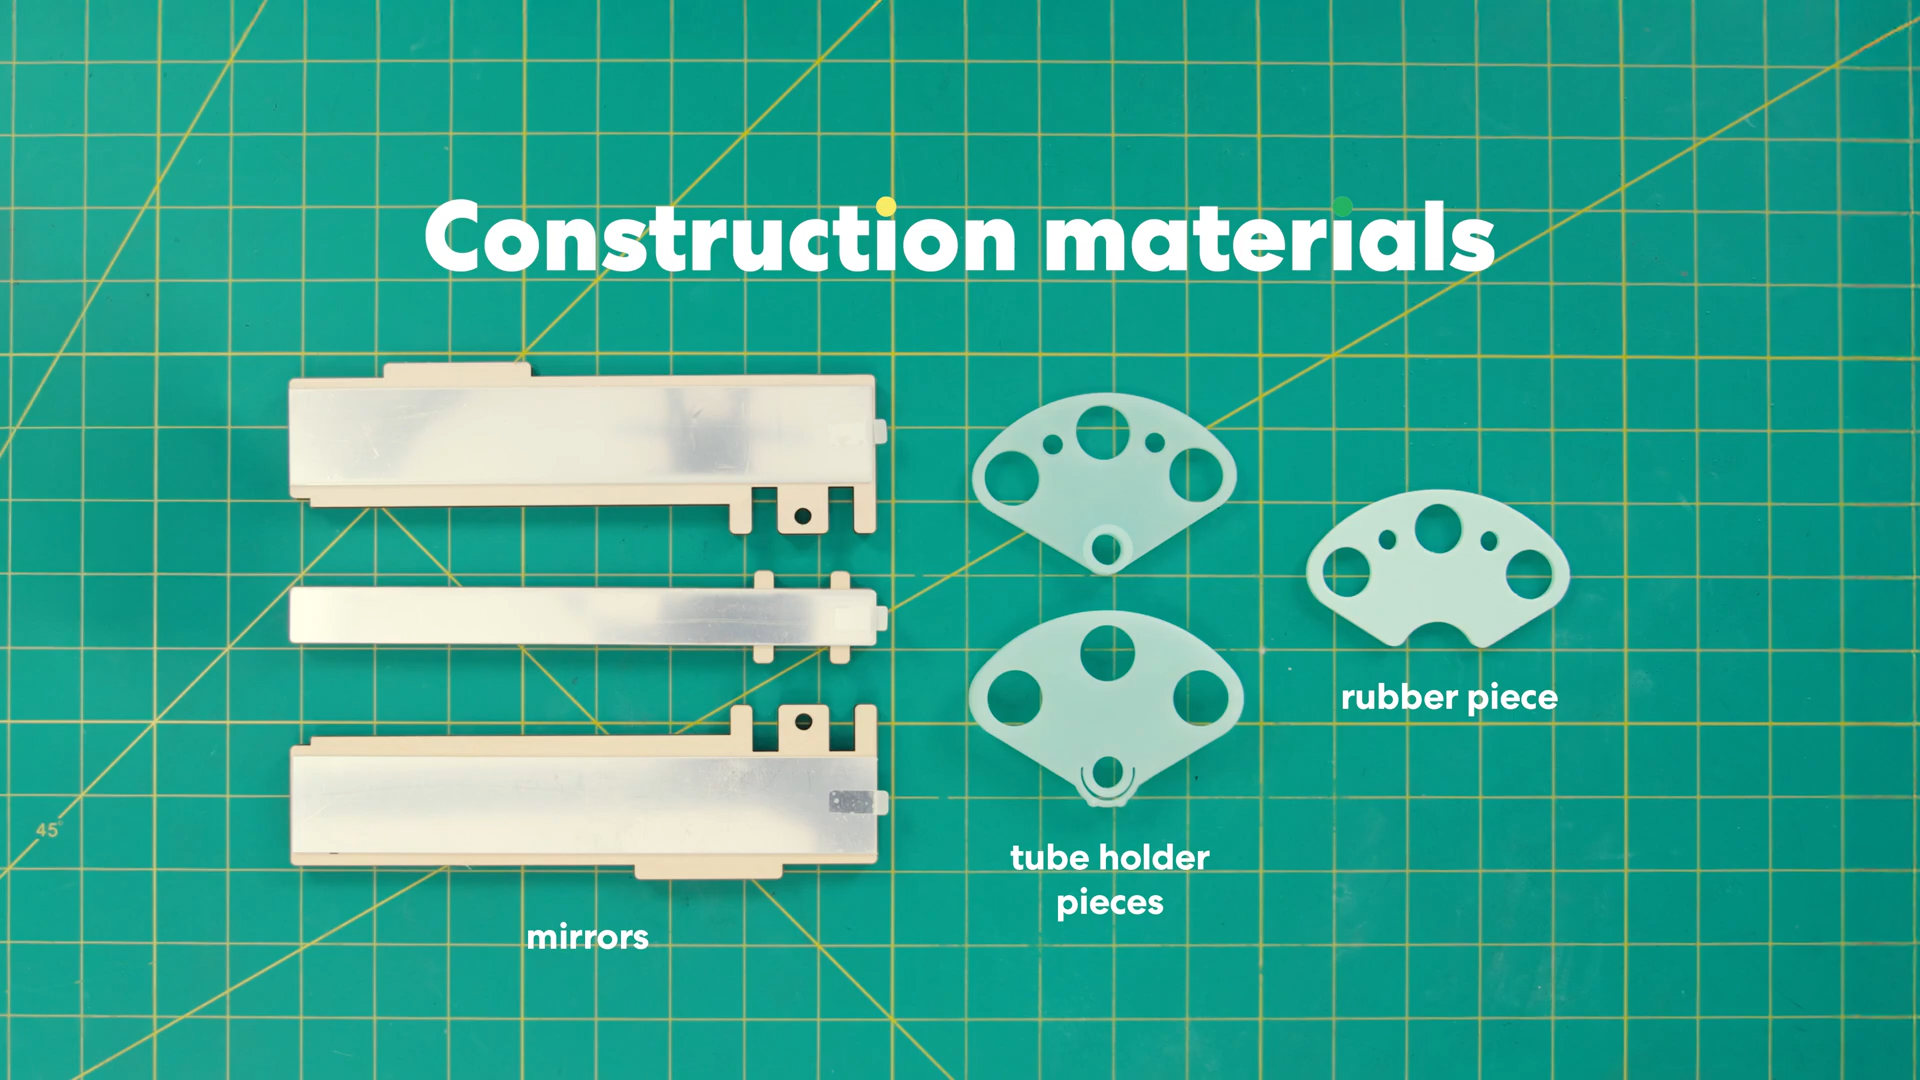 Construction materials
rubber piece
tube holder
pieces
mirrors
45°